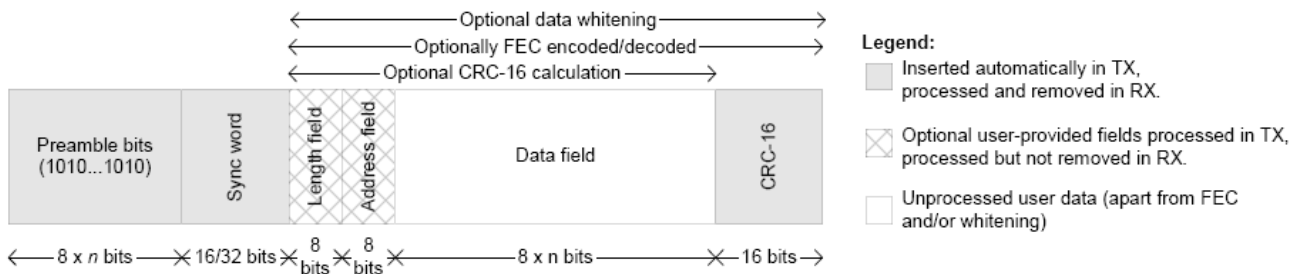 Optional data whitening
Optionally FEC encoded/decoded
Optional CRC-16 calculation
Preamble bits
(1010...1010)
Sync word
Length field
Address field
Data field
CRC-16
8 x n bits
16/32 bits
8
bits
8
bits
8 x n bits
16 bits
Legend:
Inserted automatically in TX,
processed and removed in RX.
Optional user-provided fields processed in TX,
processed but not removed in RX.
Unprocessed user data (apart from FEC
and/or whitening)